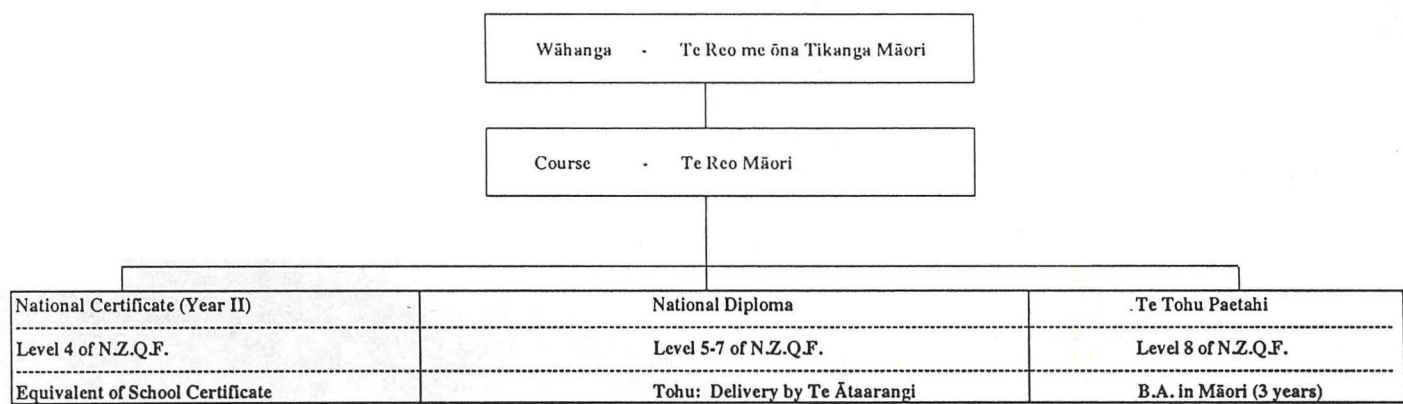 Wāhanga - Te Reo me ōna Tikanga Māori
Course - Te Reo Māori
National Certificate (Year II) National Diploma Te Tohu Paetahi
Level 4 of N.Z.Q.F. Level 5-7 of N.Z.Q.F. Level 8 of N.Z.Q.F.
Equivalent of School Certificate Tohu: Delivery by Te Ātaarangi B.A. in Māori (3 years)